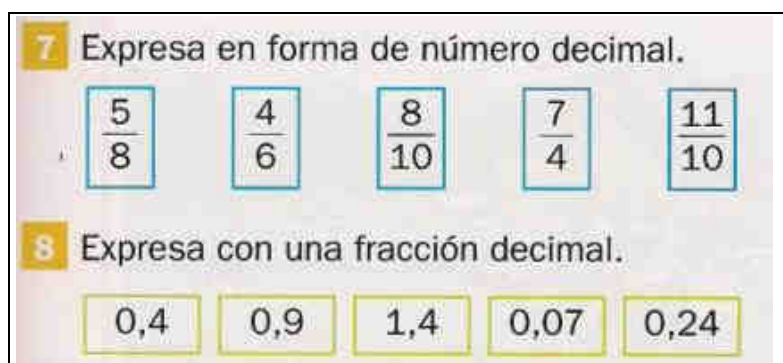 7 Expresa en forma de número decimal.
5/8 4/6 8/10 7/4 11/10
8 Expresa con una fracción decimal.
0,4 0,9 1,4 0,07 0,24